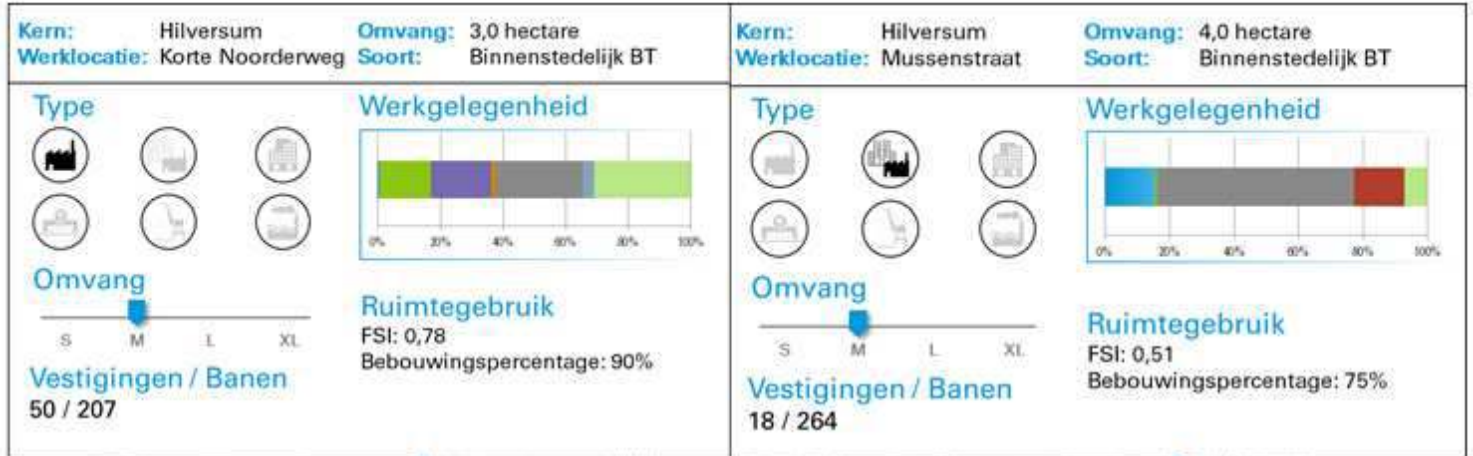 Kern: Hilversum Omvang: 3,0 hectare
Werklocatie: Korte Noorderweg Soort: Binnenstedelijk BT
Type
Werkgelegenheid
0% 20% 40% 60% 80% 100%
Omvang
S M L XL
Ruimtegebruik
FSI: 0,78
Bebouwingspercentage: 90%
Vestigingen / Banen
50 / 207
Kern: Hilversum Omvang: 4,0 hectare
Werklocatie: Mussenstraat Soort: Binnenstedelijk BT
Type
Werkgelegenheid
0% 20% 40% 60% 80% 100%
Omvang
S M L XL
Ruimtegebruik
FSI: 0,51
Bebouwingspercentage: 75%
Vestigingen / Banen
18 / 264